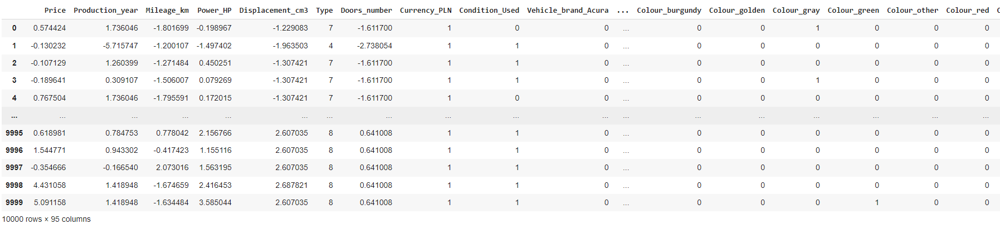 Price Production_year Mileage_km Power_HP Displacement_cm3 Type Doors_number Currency_PLN Condition_Used Vehicle_brand_Acura ... Colour_burgundy Colour_golden Colour_gray Colour_green Colour_other Colour_red
0 0.574424 1.736046 -1.801699 -0.198967 -1.229083 7 -1.611700 1 0 0 ... 0 0 1 0 0 0
1 -0.130232 -5.715747 -1.200107 -1.497402 -1.963503 4 -2.738054 1 1 0 ... 0 0 0 0 0 0
2 -0.107129 1.260399 -1.271484 0.450251 -1.307421 7 -1.611700 1 1 0 ... 0 0 0 0 0 0
3 -0.189641 0.309107 -1.506007 0.079269 -1.307421 7 -1.611700 1 1 0 ... 0 0 1 0 0 0
4 0.767504 1.736046 -1.795591 0.172015 -1.307421 7 -1.611700 1 0 0 ... 0 0 0 0 0 0
... ... ... ... ... ... ... ... ... ... ... ... ... ... ... ... ... ...
9995 0.618981 0.784753 0.778042 2.156766 2.607035 8 0.641008 1 1 0 ... 0 0 0 0 0 0
9996 1.544771 0.943302 -0.417423 1.155116 2.607035 8 0.641008 1 1 0 ... 0 0 0 0 0 0
9997 -0.354666 -0.166540 2.073016 1.563195 2.607035 8 0.641008 1 1 0 ... 0 0 0 0 0 0
9998 4.431058 1.418948 -1.674659 2.416453 2.687821 8 0.641008 1 1 0 ... 0 0 0 0 0 0
9999 5.091158 1.418948 -1.634484 3.585044 2.607035 8 0.641008 1 1 0 ... 0 0 0 1 0 0
10000 rows × 95 columns